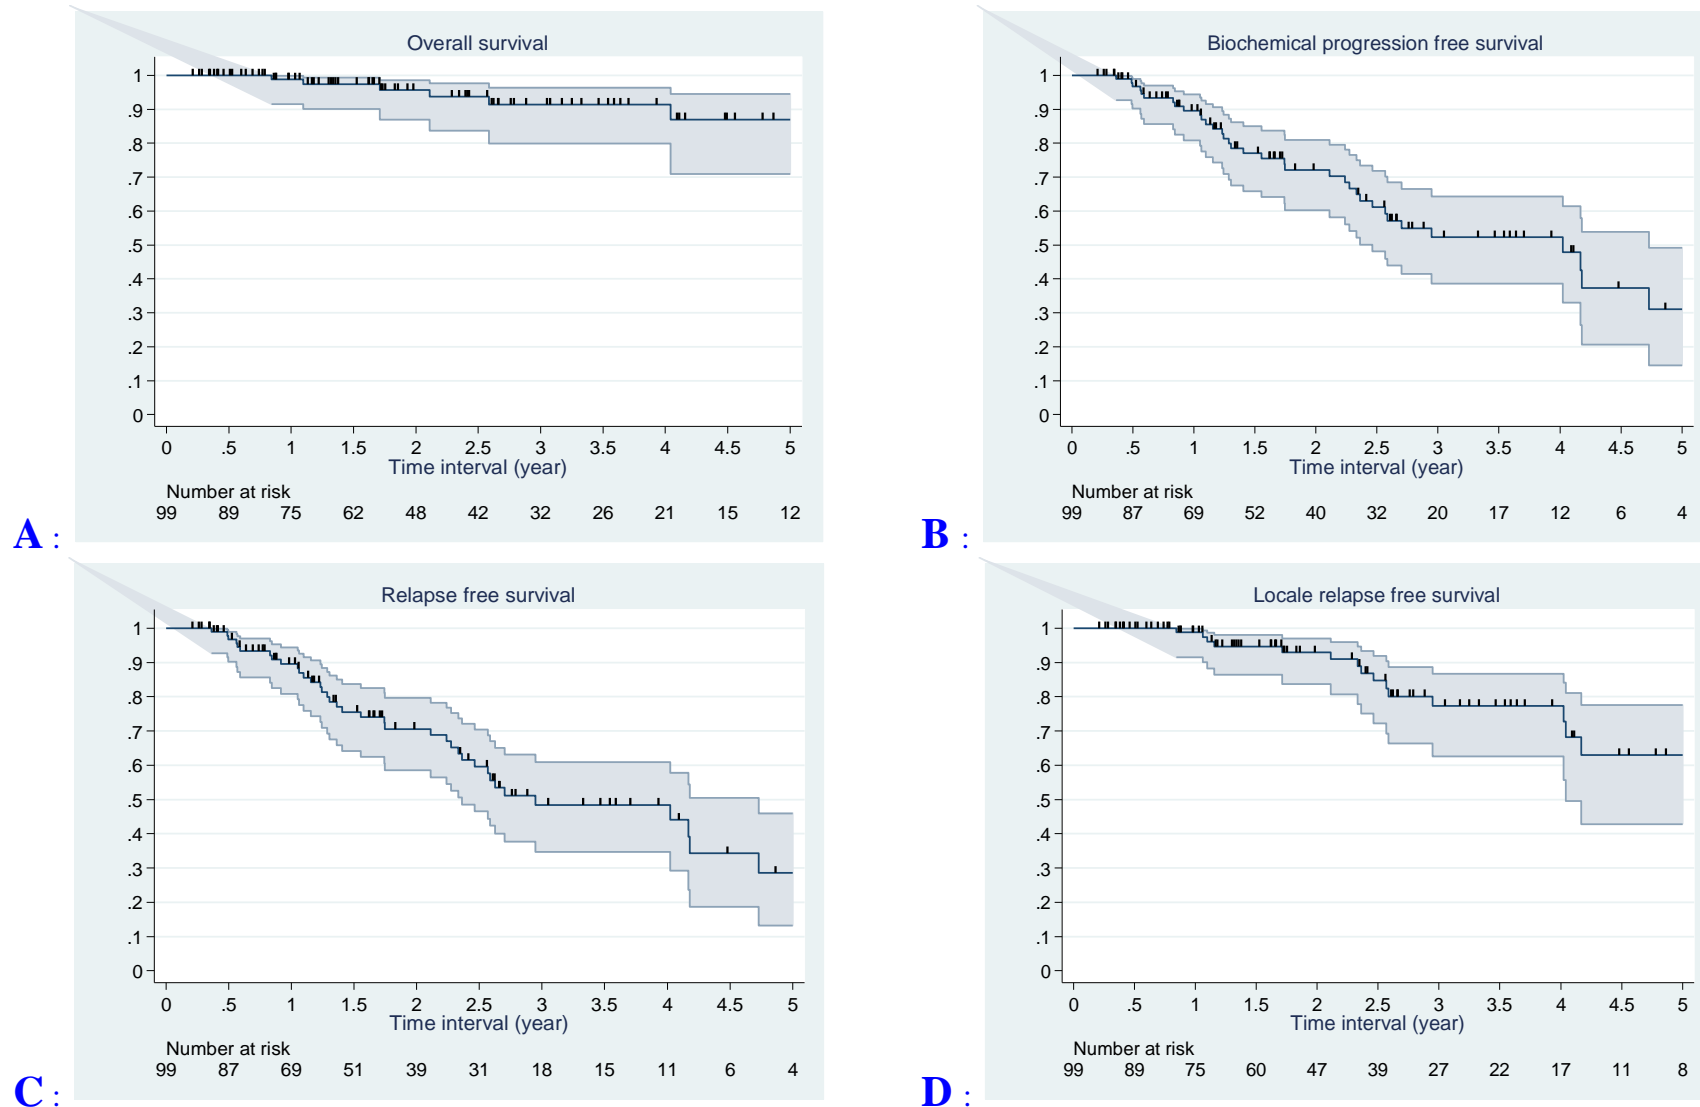 Overall survival
1
.9
.8
.7
.6
.5
.4
.3
.2
.1
0
0 .5 1 1.5 2 2.5 3 3.5 4 4.5 5
Time interval (year)
Number at risk
99 89 75 62 48 42 32 26 21 15 12
A :
Biochemical progression free survival
1
.9
.8
.7
.6
.5
.4
.3
.2
.1
0
0 .5 1 1.5 2 2.5 3 3.5 4 4.5 5
Time interval (year)
Number at risk
99 87 69 52 40 32 20 17 12 6 4
B :
Relapse free survival
1
.9
.8
.7
.6
.5
.4
.3
.2
.1
0
0 .5 1 1.5 2 2.5 3 3.5 4 4.5 5
Time interval (year)
Number at risk
99 87 69 51 39 31 18 15 11 6 4
C :
Locale relapse free survival
1
.9
.8
.7
.6
.5
.4
.3
.2
.1
0
0 .5 1 1.5 2 2.5 3 3.5 4 4.5 5
Time interval (year)
Number at risk
99 89 75 60 47 39 27 22 17 11 8
D :